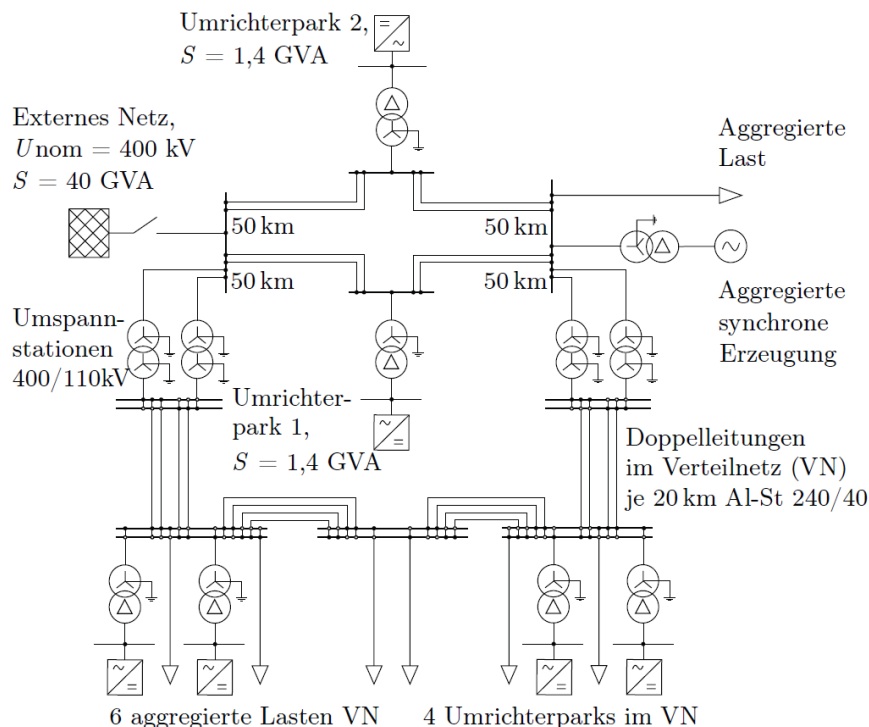 Umrichterpark 2,
S = 1,4 GVA
Externes Netz,
Unom = 400 kV
S = 40 GVA
Aggregierte
Last
50 km
50 km
50 km
50 km
Aggregierte
synchrone
Erzeugung
Umspann-
stationen
400/110kV
Umrichter-
park 1,
S = 1,4 GVA
Doppelleitungen
im Verteilnetz (VN)
je 20 km Al-St 240/40
6 aggregierte Lasten VN
4 Umrichterparks im VN